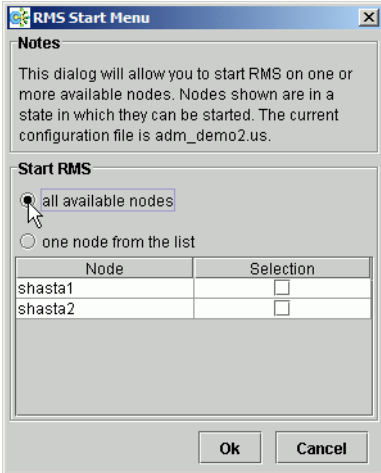 RMS Start Menu
Notes
This dialog will allow you to start RMS on one or
more available nodes. Nodes shown are in a
state in which they can be started. The current
configuration file is adm_demo2.us.
Start RMS
all available nodes
one node from the list
Node Selection
shasta1
shasta2
Ok Cancel